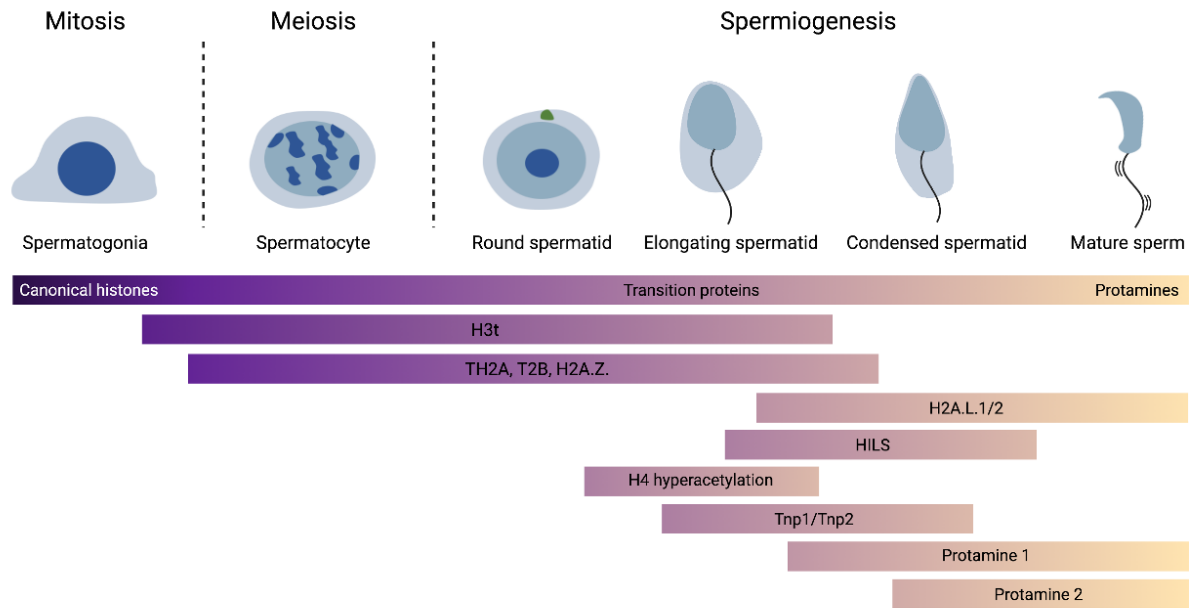 Mitosis
Meiosis
Spermiogenesis
Spermatogonia
Spermatocyte
Round spermatid
Elongating spermatid
Condensed spermatid
Mature sperm
Canonical histones
Transition proteins
Protamines
H3t
TH2A, T2B, H2A.Z.
H2A.L.1/2
HILS
H4 hyperacetylation
Tnp1/Tnp2
Protamine 1
Protamine 2